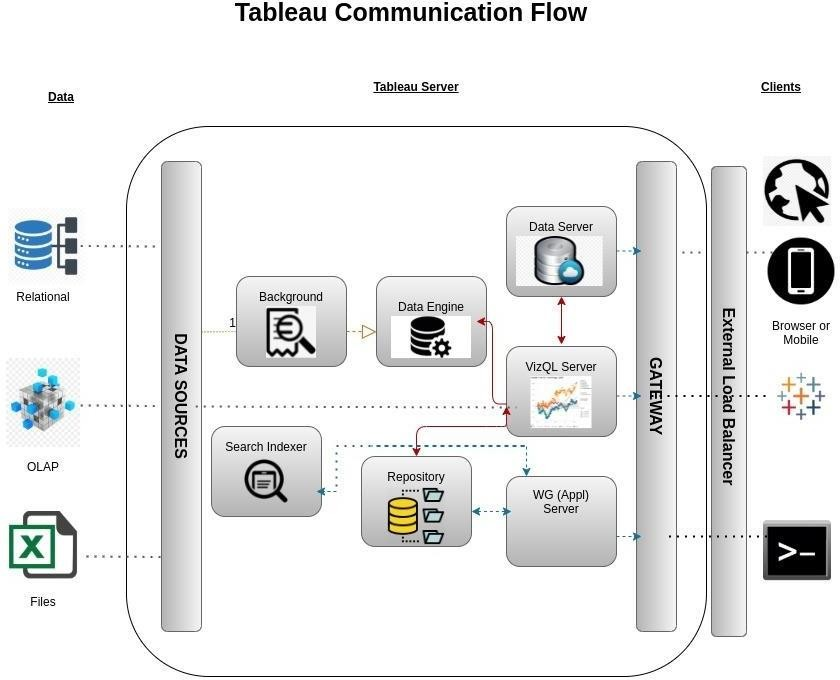 Tableau Communication Flow
Data
Tableau Server
Clients
Relational
OLAP
X
Files
DATA SOURCES
1
Background
Data Engine
Data Server
VizQL Server
Search Indexer
Repository
WG (Appl)
Server
GATEWAY
External Load Balancer
Browser or
Mobile
>-